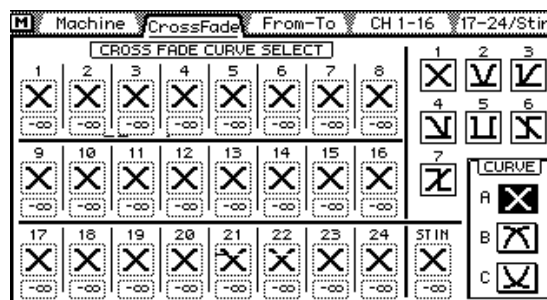 M Machine CrossFade From-To CH 1-16 17-24/Stin
CROSS FADE CURVE SELECT
1 2 3 4 5 6 7 8
-∞ -∞ -∞ -∞ -∞ -∞ -∞ -∞
9 10 11 12 13 14 15 16
-∞ -∞ -∞ -∞ -∞ -∞ -∞ -∞
17 18 19 20 21 22 23 24 STIN
-∞ -∞ -∞ -∞ -∞ -∞ -∞ -∞ -∞
1 2 3
4 5 6
7
CURVE
A
B
C